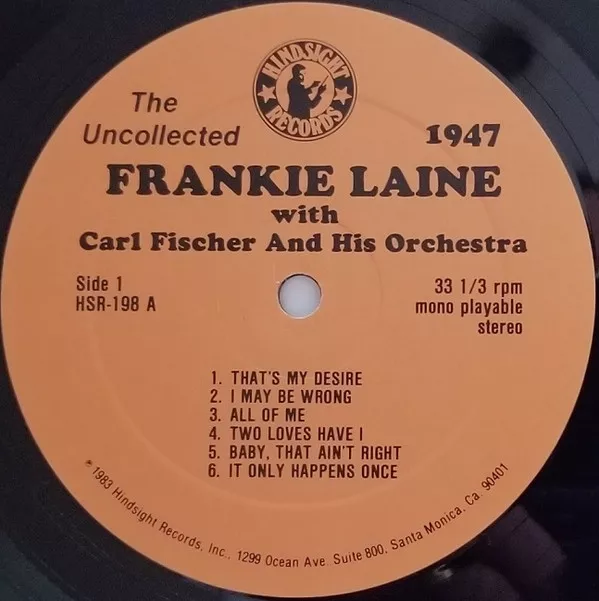 HINDSIGHT
RECORDS
The
Uncollected
1947
FRANKIE LAINE
with
Carl Fischer And His Orchestra
Side 1
HSR-198 A
33 1/3 rpm
mono playable
stereo
1. THAT'S MY DESIRE
2. I MAY BE WRONG
3. ALL OF ME
4. TWO LOVES HAVE I
5. BABY, THAT AIN'T RIGHT
6. IT ONLY HAPPENS ONCE
℗ 1983 Hindsight Records, Inc., 1299 Ocean Ave. Suite 800, Santa Monica, Ca. 90401